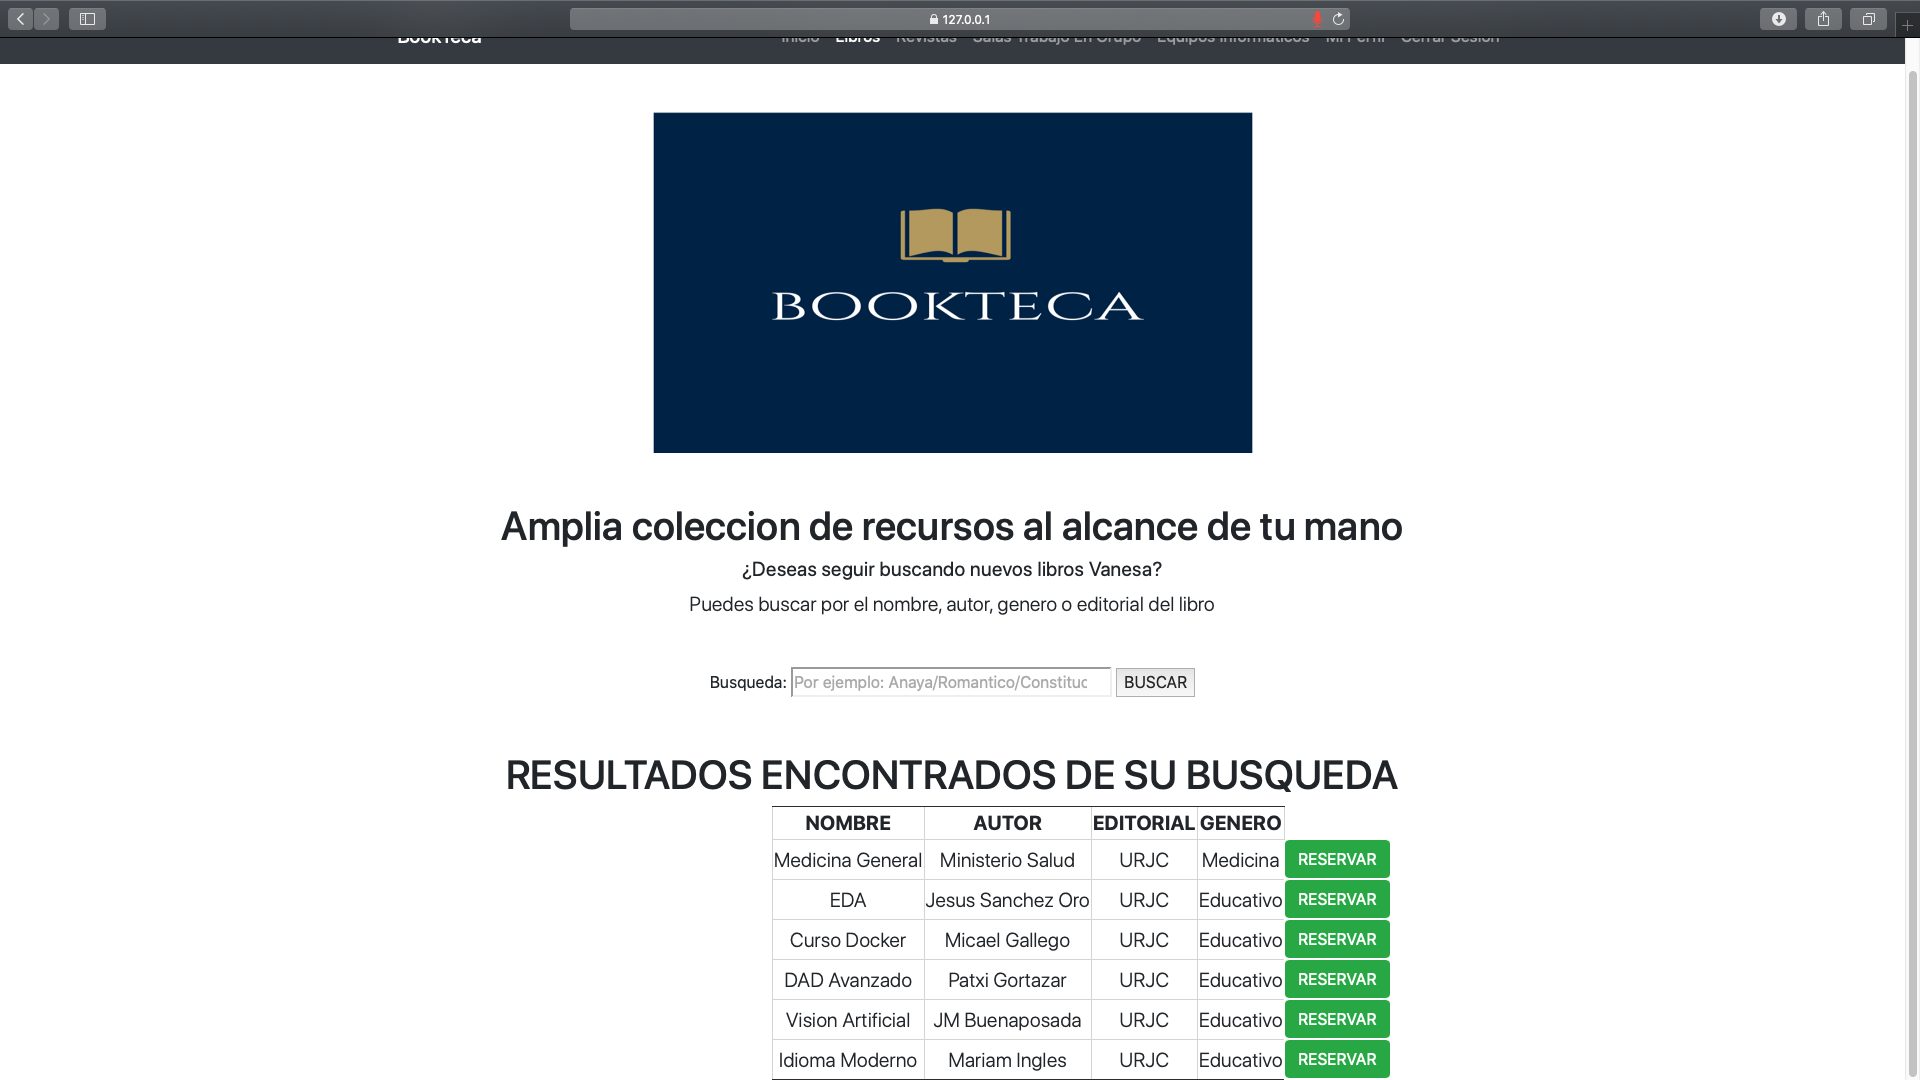 127.0.0.1
BookTeca Inicio Libros Revistas Salas Trabajo En Grupo Equipos Informaticos Mi Perfil Cerrar Sesion
BOOKTECA
Amplia coleccion de recursos al alcance de tu mano
¿Deseas seguir buscando nuevos libros Vanesa?
Puedes buscar por el nombre, autor, genero o editorial del libro
Busqueda: Por ejemplo: Anaya/Romantico/Constituc BUSCAR
RESULTADOS ENCONTRADOS DE SU BUSQUEDA
NOMBRE AUTOR EDITORIAL GENERO
Medicina General Ministerio Salud URJC Medicina RESERVAR
EDA Jesus Sanchez Oro URJC Educativo RESERVAR
Curso Docker Micael Gallego URJC Educativo RESERVAR
DAD Avanzado Patxi Gortazar URJC Educativo RESERVAR
Vision Artificial JM Buenaposada URJC Educativo RESERVAR
Idioma Moderno Mariam Ingles URJC Educativo RESERVAR